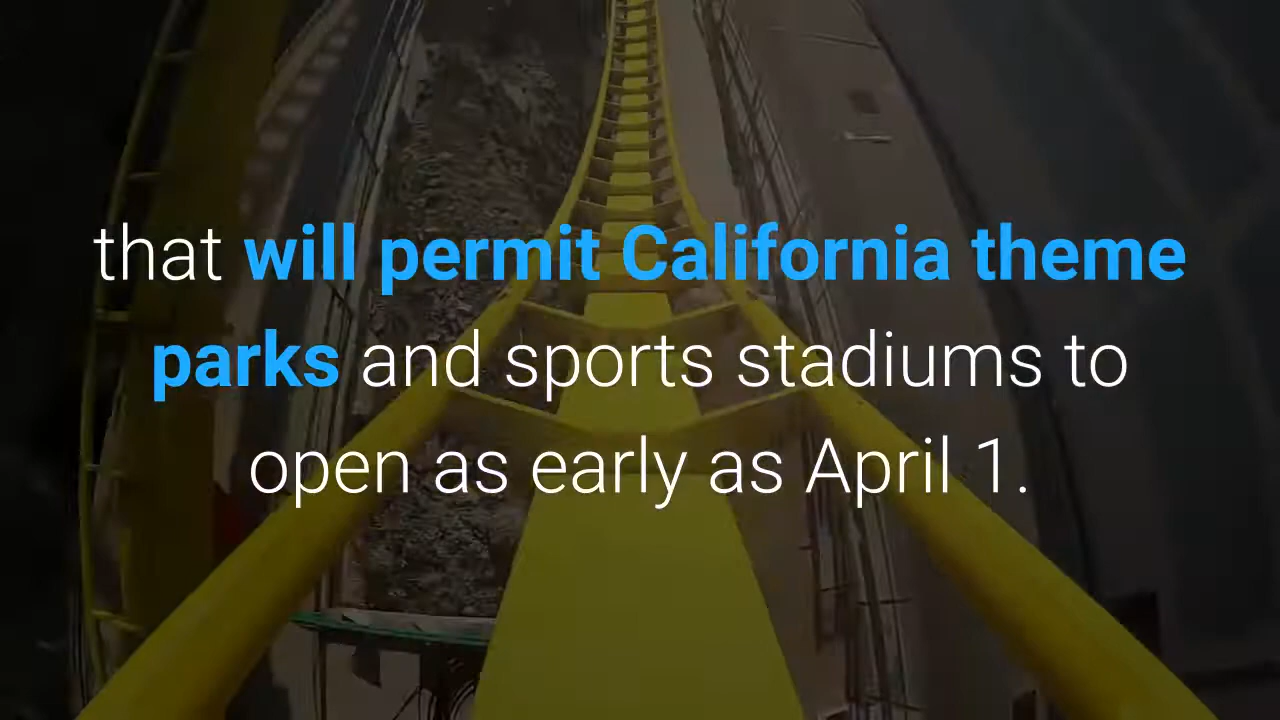 that will permit California theme
parks and sports stadiums to
open as early as April 1.